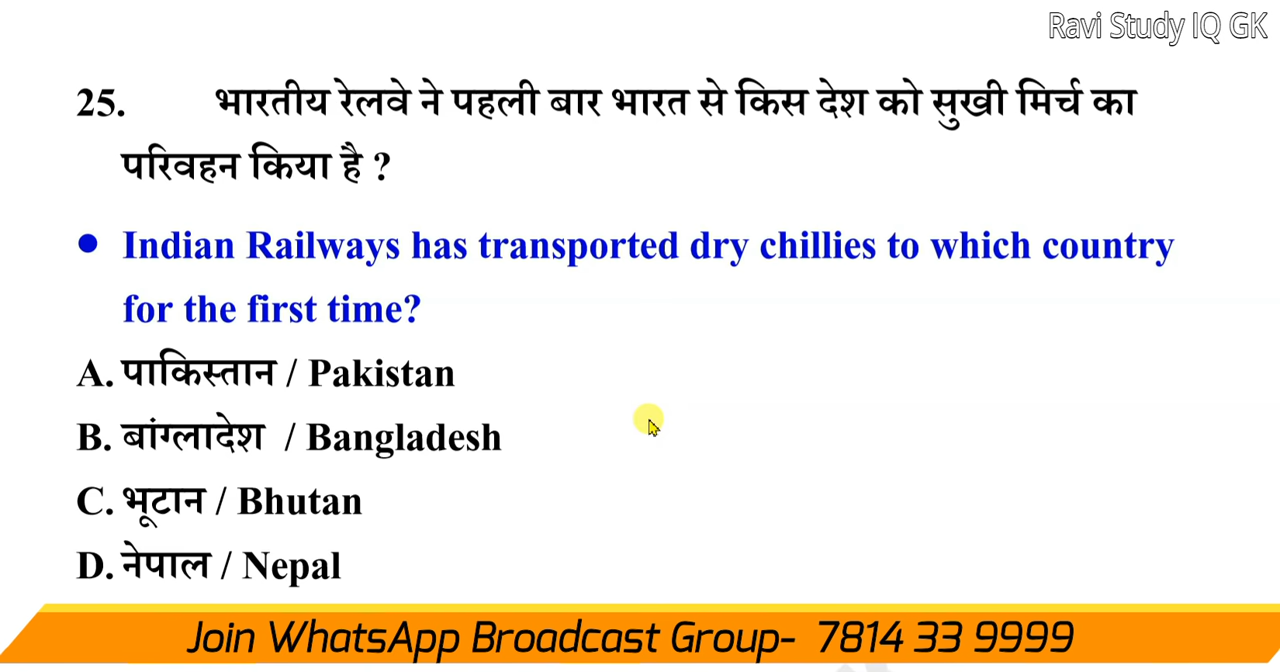 Ravi Study IQ GK
25. भारतीय रेलवे ने पहली बार भारत से किस देश को सुखी मिर्च का
परिवहन किया है ?
• Indian Railways has transported dry chillies to which country
for the first time?
A. पाकिस्तान / Pakistan
B. बांग्लादेश / Bangladesh
C. भूटान / Bhutan
D. नेपाल / Nepal
Join WhatsApp Broadcast Group- 7814 33 9999